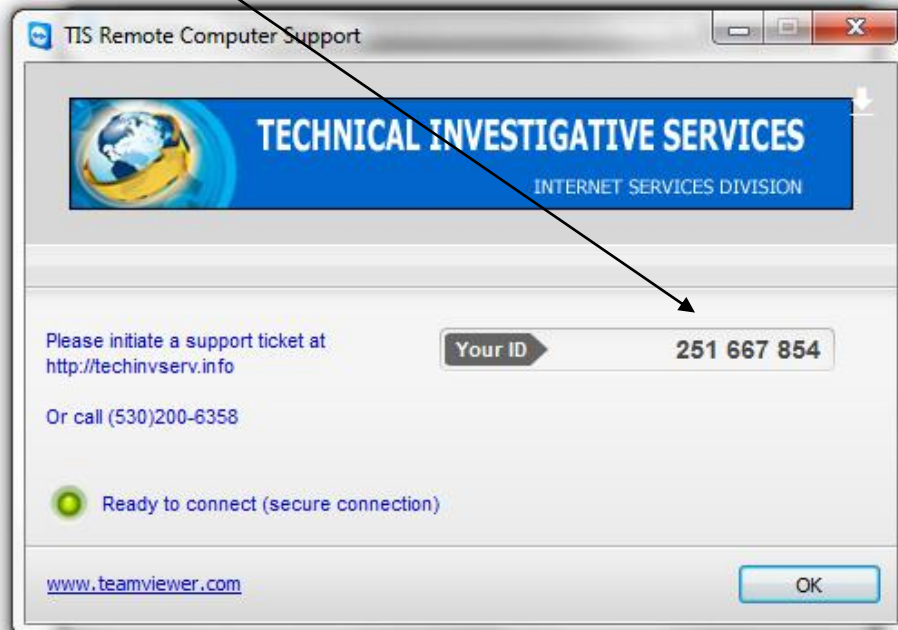 TIS Remote Computer Support
TECHNICAL INVESTIGATIVE SERVICES
INTERNET SERVICES DIVISION
Please initiate a support ticket at
http://techinvserv.info
Your ID 251 667 854
Or call (530)200-6358
Ready to connect (secure connection)
www.teamviewer.com
OK